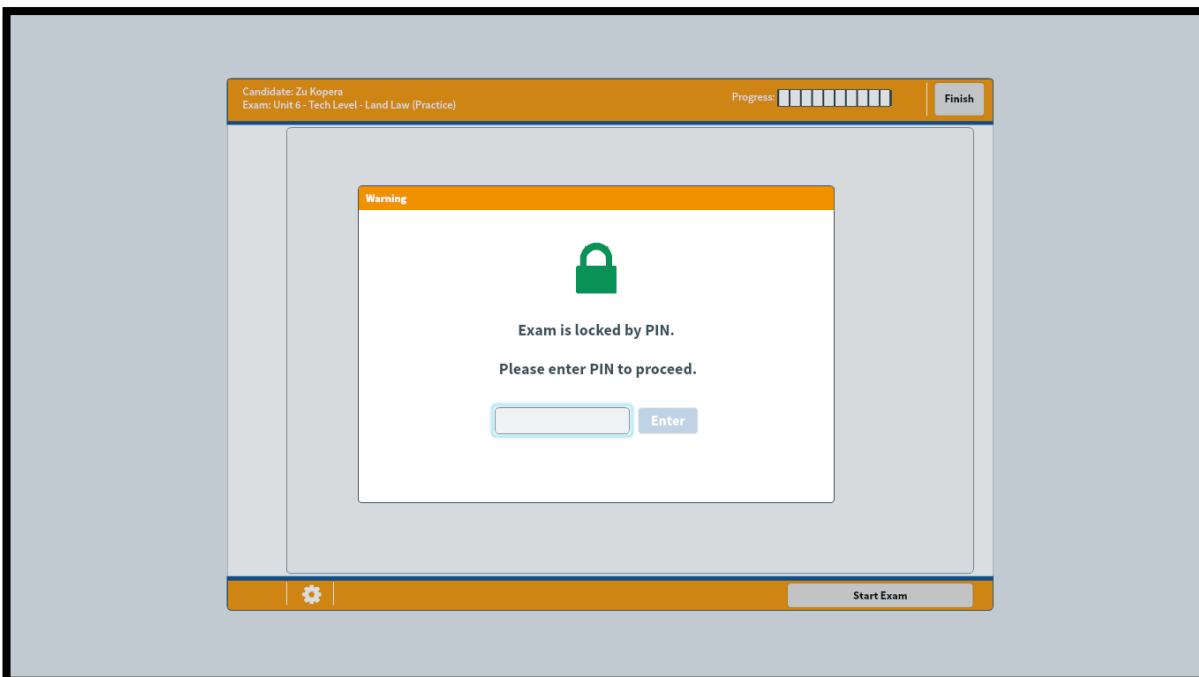 Candidate: Zu Kopera
Exam: Unit 6 - Tech Level - Land Law (Practice)
Progress:
Finish
Warning
Exam is locked by PIN.
Please enter PIN to proceed.
Enter
Start Exam